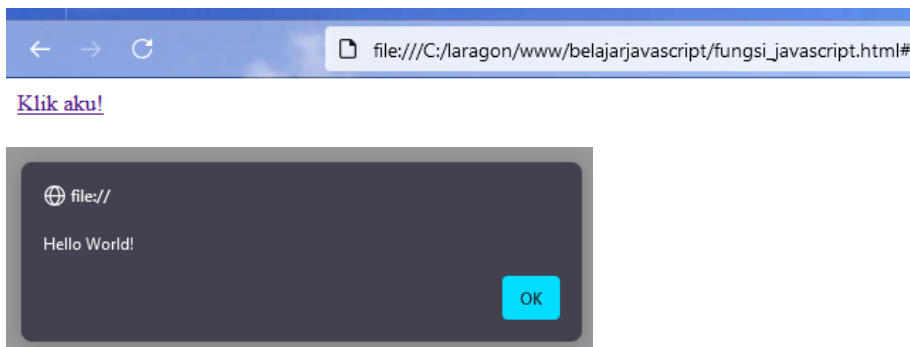 file:///C:/laragon/www/belajarjavascript/fungsi_javascript.html#
Klik aku!
file://
Hello World!
OK